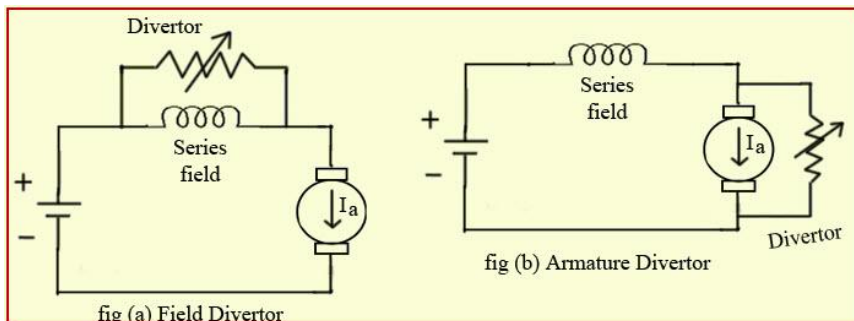 Divertor
Series
field
+
−
Ia
fig (a) Field Divertor
Series
field
+
−
Ia
Divertor
fig (b) Armature Divertor